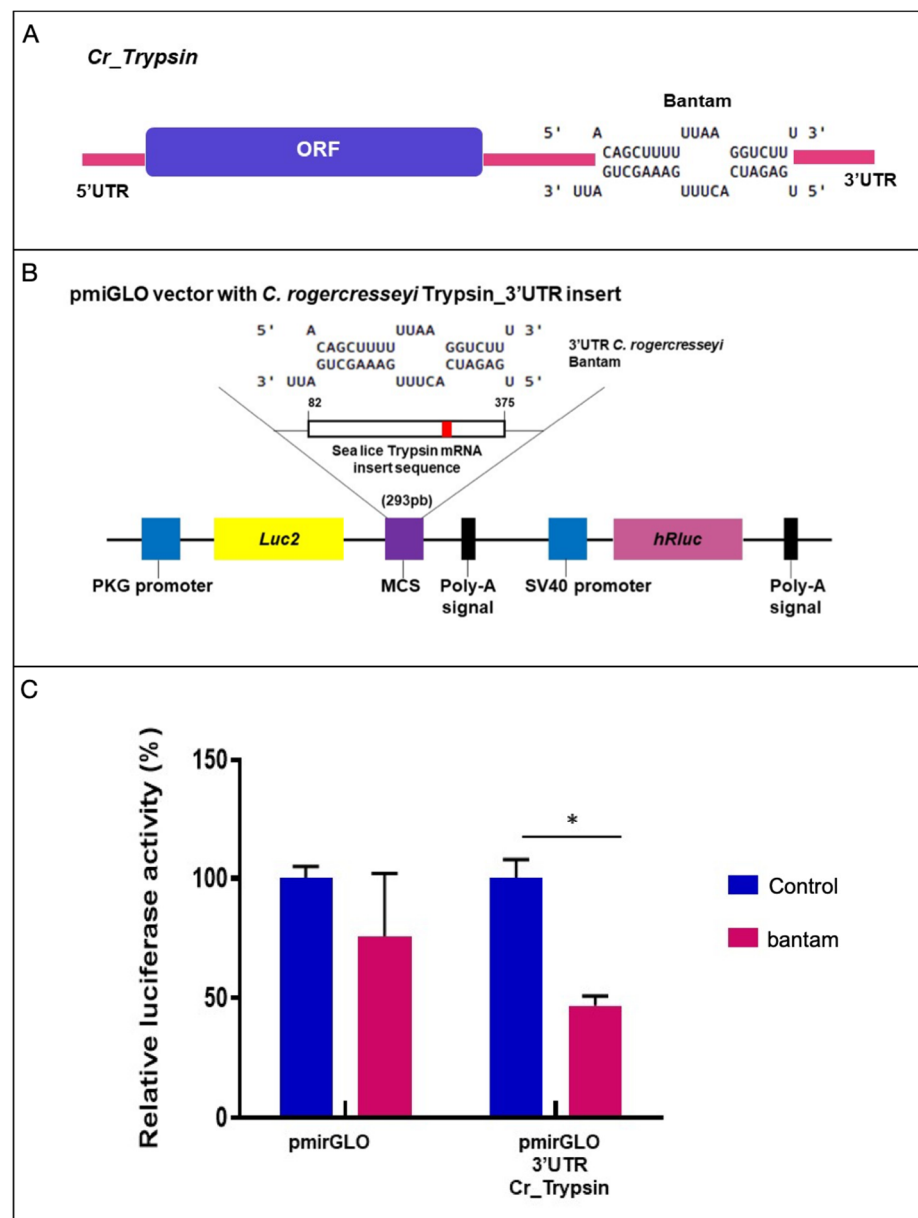 A
Cr_Trypsin
Bantam
5' A UUAA U 3'
CAGCUUUU GGUCUU
GUCGAAAG CUAGAG
3' UUA UUUCA U 5'
ORF
5'UTR
3'UTR
B
pmiGLO vector with C. rogercresseyi Trypsin_3'UTR insert
5' A UUAA U 3'
CAGCUUUU GGUCUU
GUCGAAAG CUAGAG
3' UUA UUUCA U 5'
3'UTR C. rogercresseyi
Bantam
82 375
Sea lice Trypsin mRNA
insert sequence
(293pb)
Luc2 hRluc
PKG promoter MCS Poly-A
signal SV40 promoter Poly-A
signal
C
Relative luciferase activity (%)
150
100
50
0
*
Control
bantam
pmirGLO
pmirGLO
3'UTR
Cr_Trypsin